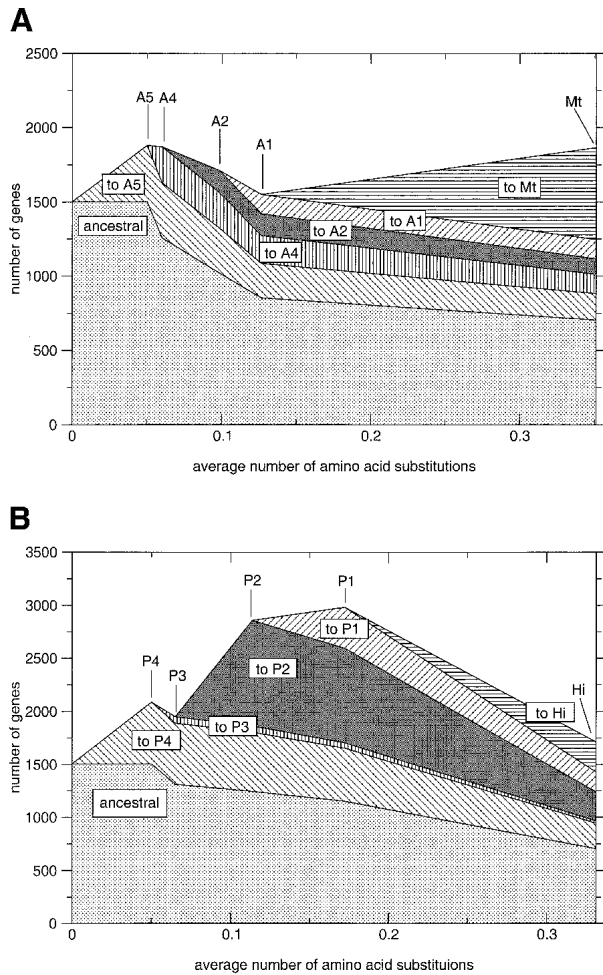 A
2500
2000
1500
1000
500
0
number of genes
A5 A4
A2
A1
Mt
to A5
ancestral
to Mt
to A1
to A2
to A4
0 0.1 0.2 0.3
average number of amino acid substitutions
B
3500
3000
2500
2000
1500
1000
500
0
number of genes
P2
P1
P4
P3
Hi
to P1
to P2
to Hi
to P4
to P3
ancestral
0 0.1 0.2 0.3
average number of amino acid substituions